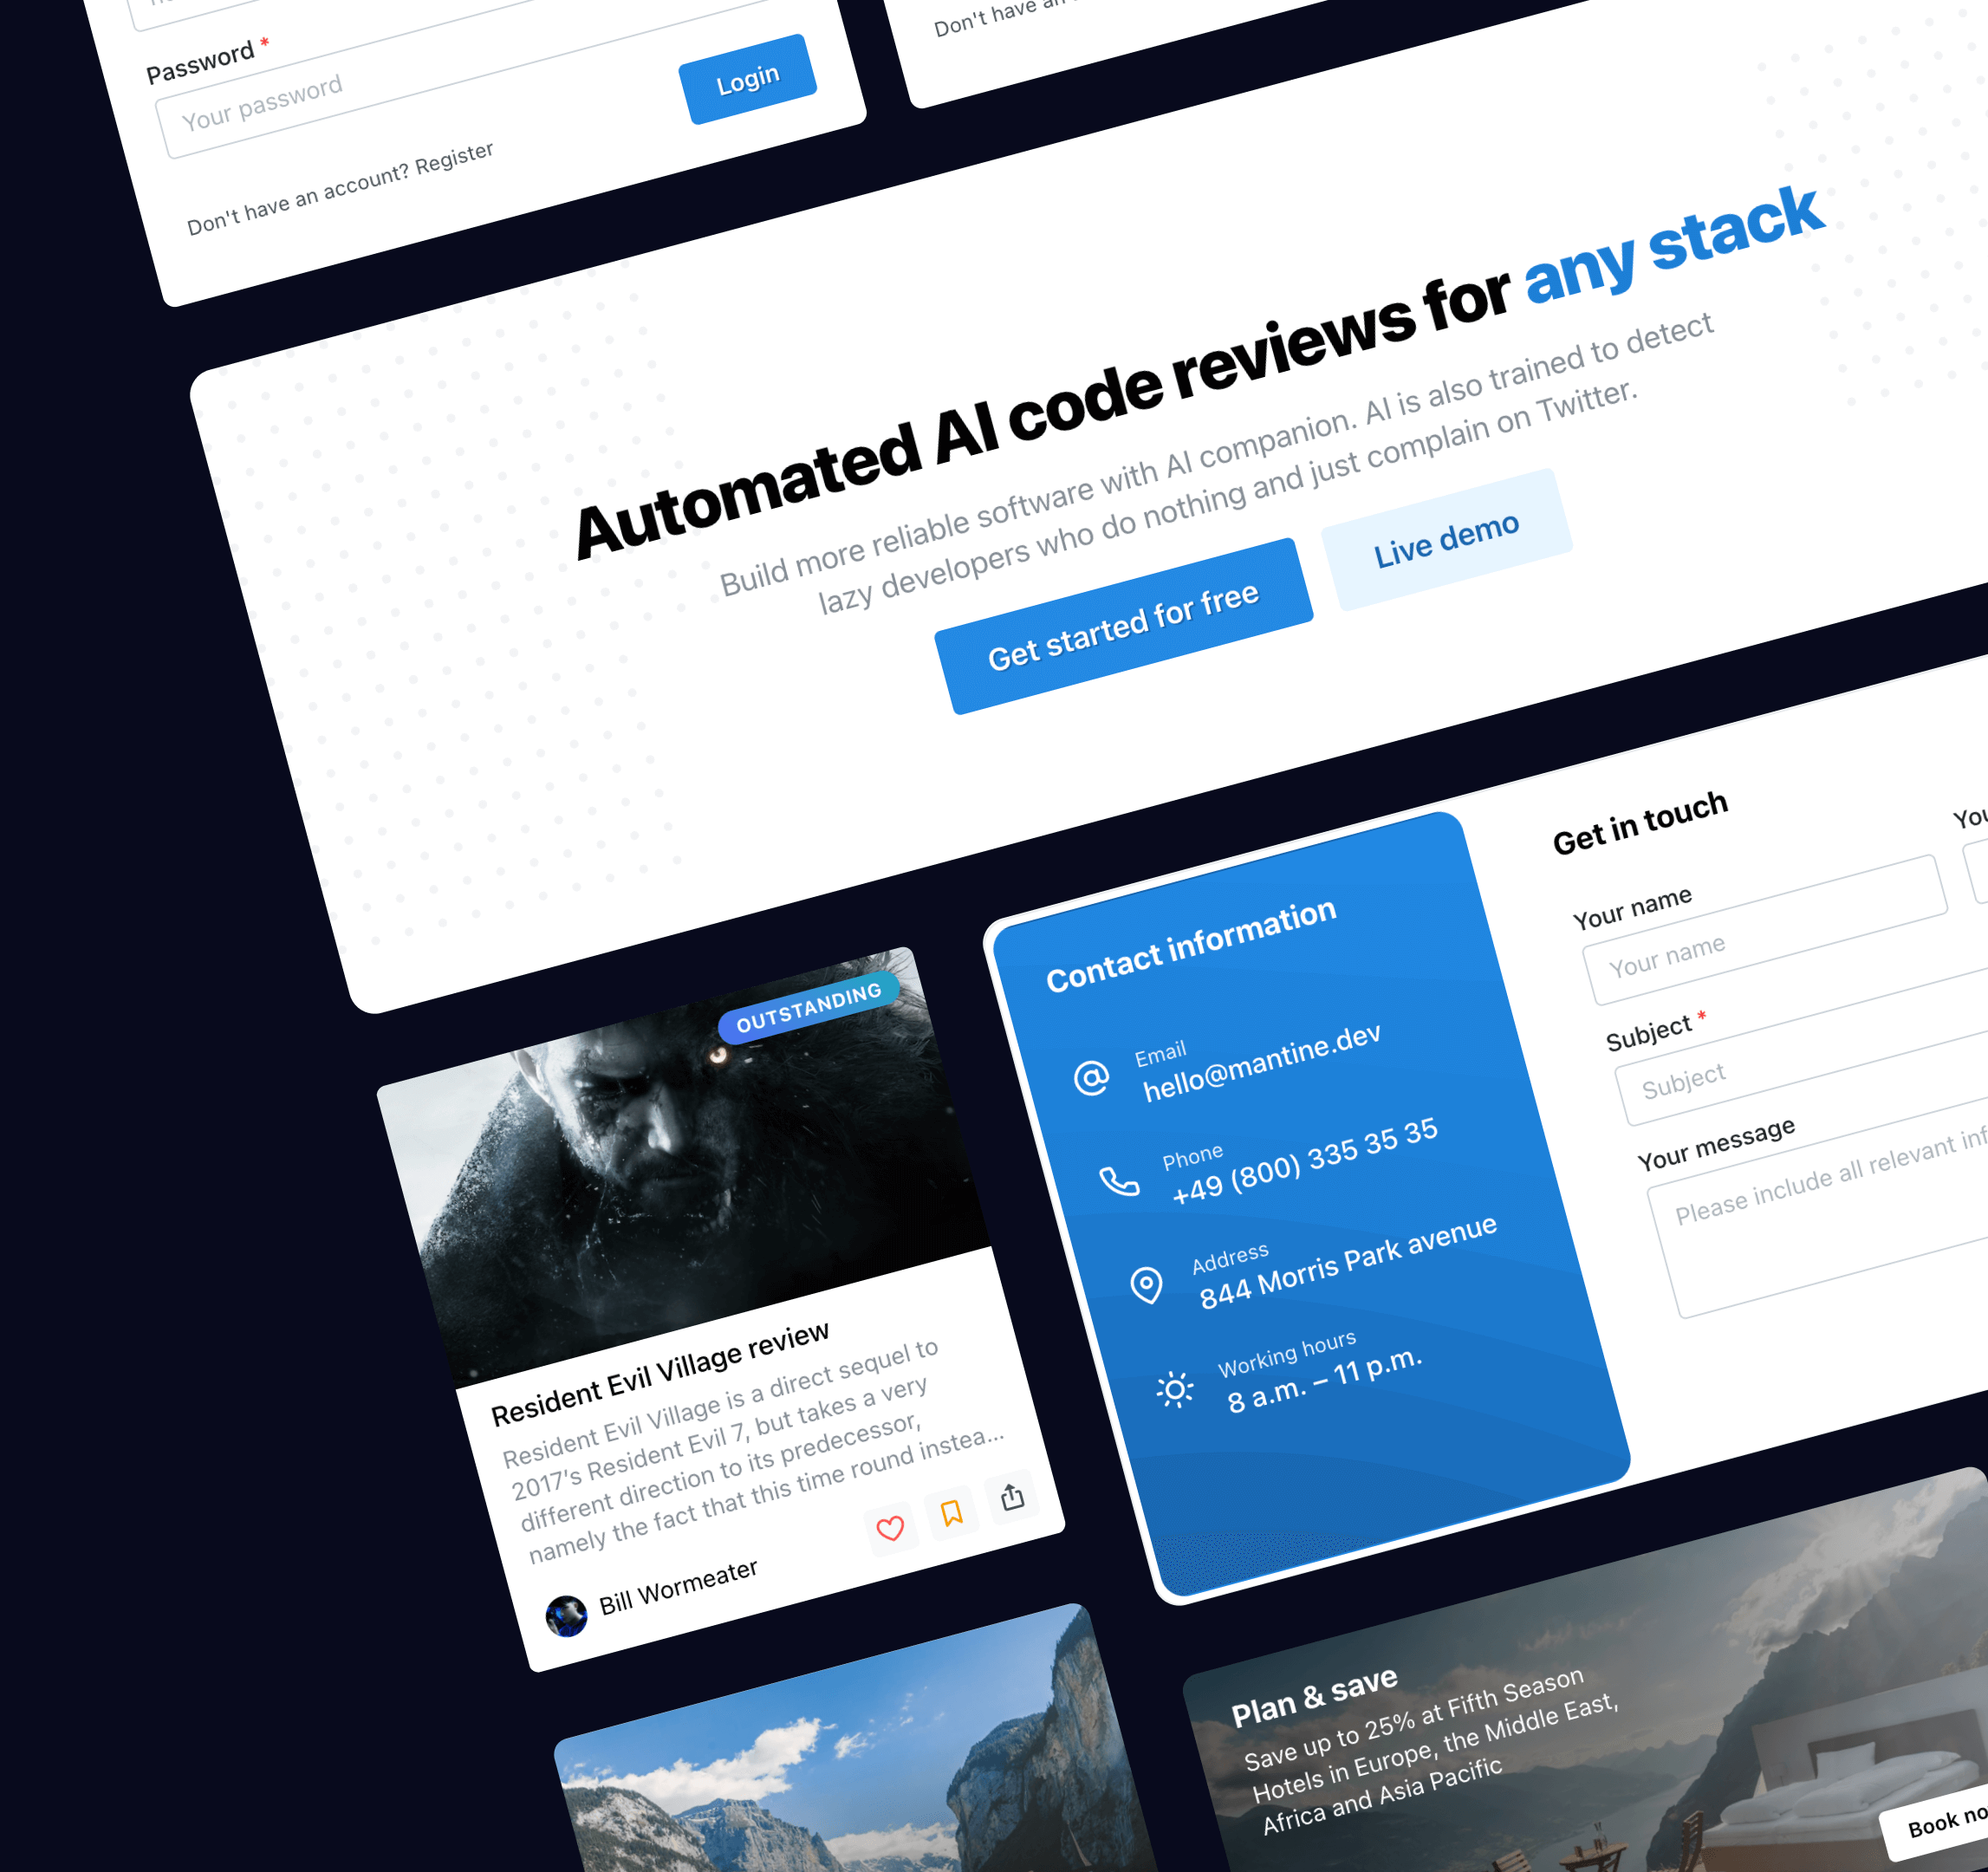 Password *
Your password
Login
Don't have an account? Register
Don't have an
Automated AI code reviews for any stack
Build more reliable software with AI companion. AI is also trained to detect
lazy developers who do nothing and just complain on Twitter.
Get started for free
Live demo
OUTSTANDING
Resident Evil Village review
Resident Evil Village is a direct sequel to
2017's Resident Evil 7, but takes a very
different direction to its predecessor,
namely the fact that this time round instea...
Bill Wormeater
Contact information
Email
hello@mantine.dev
Phone
+49 (800) 335 35 35
Address
844 Morris Park avenue
Working hours
8 a.m. – 11 p.m.
Get in touch
Your name
Your name
Subject *
Subject
Your message
Please include all relevant
Plan & save
Save up to 25% at Fifth Season
Hotels in Europe, the Middle East,
Africa and Asia Pacific
Book